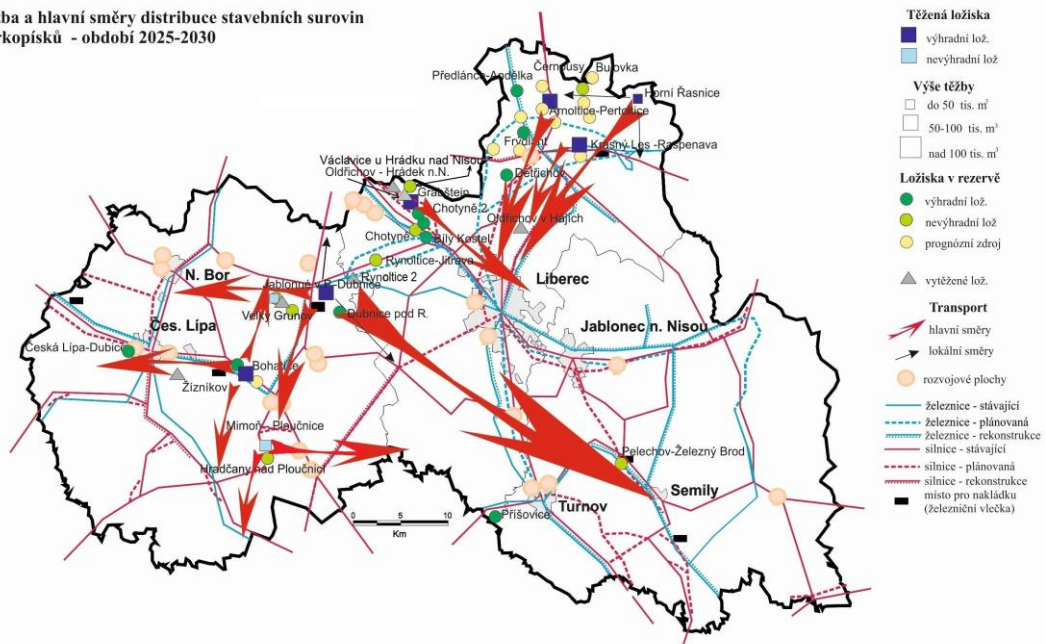 žba a hlavní směry distribuce stavebních surovin
rkopísků - období 2025-2030
Těžená ložiska
výhradní lož.
nevýhradní lož
Výše těžby
do 50 tis. m³
50-100 tis. m³
nad 100 tis. m³
Ložiska v rezervě
výhradní lož.
nevýhradní lož
prognózní zdroj
vytěžené lož.
Transport
hlavní směry
lokální směry
rozvojové plochy
železnice - stávající
železnice - plánovaná
železnice - rekonstrukce
silnice - stávající
silnice - plánovaná
silnice - rekonstrukce
místo pro nakládku
(železniční vlečka)
Černousy
Bulovka
Předlánce-Andělka
Horní Řasnice
Arnoltice-Pertoltice
Frýdlant
Krásný Les -Raspenava
Václavice u Hrádku nad Nisou
Oldřichov - Hrádek n.N.
Grabštejn
Dětřichov
Chotyně 2
Oldřichov v Hájích
Chotyně
Bílý Kostel
Rynoltice-Jítrava
Rynoltice 2
N. Bor
Liberec
Jablonné v P.-Dubnice
Velký Grunov
Dubnice pod R.
Jablonec n. Nisou
Čes. Lípa
Česká Lípa-Dubice
Bohatice
Žizníkov
Mimoň - Ploučnice
Hradčany nad Ploučnicí
Pelechov-Železný Brod
Semily
Turnov
Příšovice
0 5 10
Km